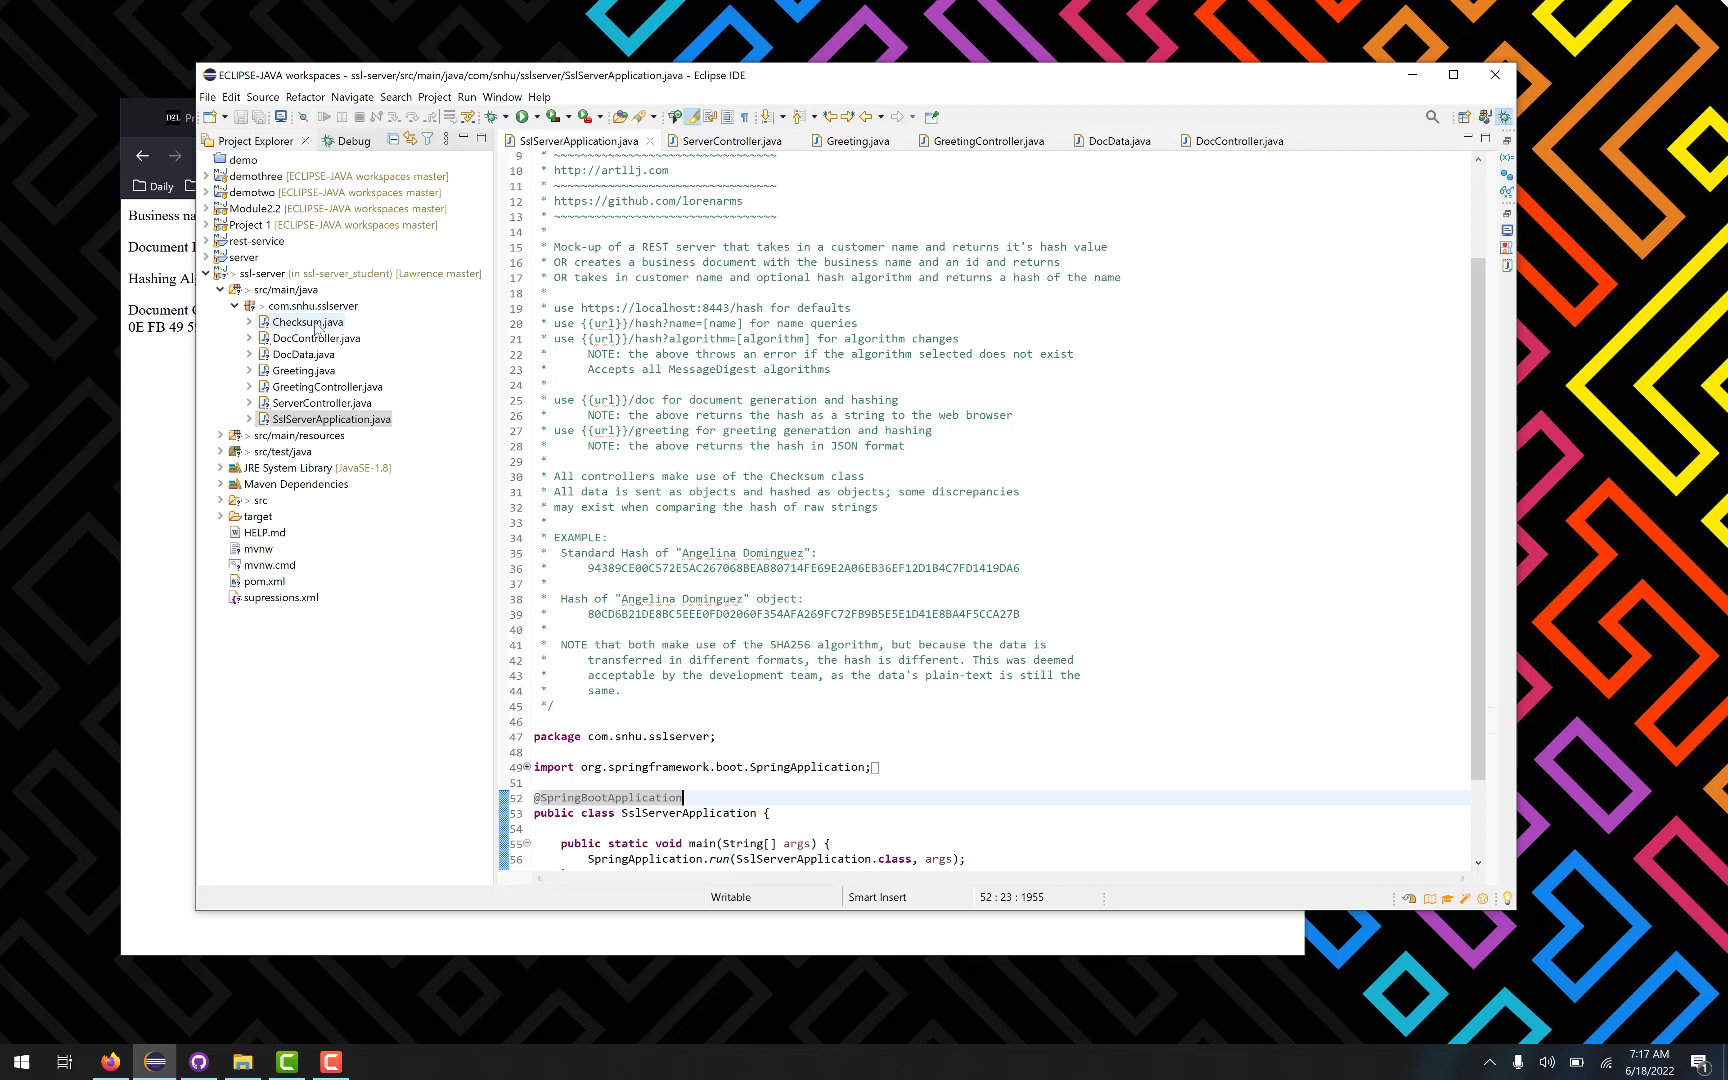 ECLIPSE-JAVA workspaces - ssl-server/src/main/java/com/snhu/sslserver/SslServerApplication.java - Eclipse IDE
File Edit Source Refactor Navigate Search Project Run Window Help
Project Explorer
Debug
SslServerApplication.java
ServerController.java
Greeting.java
GreetingController.java
DocData.java
DocController.java
D2L
Daily
Business na
Hashing Al
0E FB 49 5
demo
demothree [ECLIPSE-JAVA workspaces master]
demotwo [ECLIPSE-JAVA workspaces master]
Module2.2 [ECLIPSE-JAVA workspaces master]
Project 1 [ECLIPSE-JAVA workspaces master]
rest-service
server
> ssl-server (in ssl-server_student) [Lawrence master]
> src/main/java
> com.snhu.sslserver
Checksum.java
DocController.java
DocData.java
Greeting.java
GreetingController.java
ServerController.java
SslServerApplication.java
> src/main/resources
> src/test/java
JRE System Library [JavaSE-1.8]
Maven Dependencies
> src
target
HELP.md
mvnw
mvnw.cmd
pom.xml
supressions.xml
9 * ~~~~~~~~~~~~~~~~~~~~~~~~~~~~~~~~~
10 * http://artllj.com
11 * ~~~~~~~~~~~~~~~~~~~~~~~~~~~~~~~~~
12 * https://github.com/lorenarms
13 * ~~~~~~~~~~~~~~~~~~~~~~~~~~~~~~~~~
14 *
15 * Mock-up of a REST server that takes in a customer name and returns it's hash value
16 * OR creates a business document with the business name and an id and returns
17 * OR takes in customer name and optional hash algorithm and returns a hash of the name
18 *
19 * use https://localhost:8443/hash for defaults
20 * use {{url}}/hash?name=[name] for name queries
21 * use {{url}}/hash?algorithm=[algorithm] for algorithm changes
22 * NOTE: the above throws an error if the algorithm selected does not exist
23 * Accepts all MessageDigest algorithms
24 *
25 * use {{url}}/doc for document generation and hashing
26 * NOTE: the above returns the hash as a string to the web browser
27 * use {{url}}/greeting for greeting generation and hashing
28 * NOTE: the above returns the hash in JSON format
29 *
30 * All controllers make use of the Checksum class
31 * All data is sent as objects and hashed as objects; some discrepancies
32 * may exist when comparing the hash of raw strings
33 *
34 * EXAMPLE:
35 * Standard Hash of "Angelina Dominguez":
36 * 94389CE00C572E5AC267068BEAB80714FE69E2A06EB36EF12D1B4C7FD1419DA6
37 *
38 * Hash of "Angelina Dominguez" object:
39 * 80CD6B21DE8BC5EEE0FD02060F354AFA269FC72FB9B5E5E1D41E8BA4F5CCA27B
40 *
41 * NOTE that both make use of the SHA256 algorithm, but because the data is
42 * transferred in different formats, the hash is different. This was deemed
43 * acceptable by the development team, as the data's plain-text is still the
44 * same.
45 */
46
47 package com.snhu.sslserver;
48
49 import org.springframework.boot.SpringApplication;
51
52 @SpringBootApplication
53 public class SslServerApplication {
54
55 public static void main(String[] args) {
56 SpringApplication.run(SslServerApplication.class, args);
Writable
Smart Insert
52 : 23 : 1955
7:17 AM
6/18/2022
1